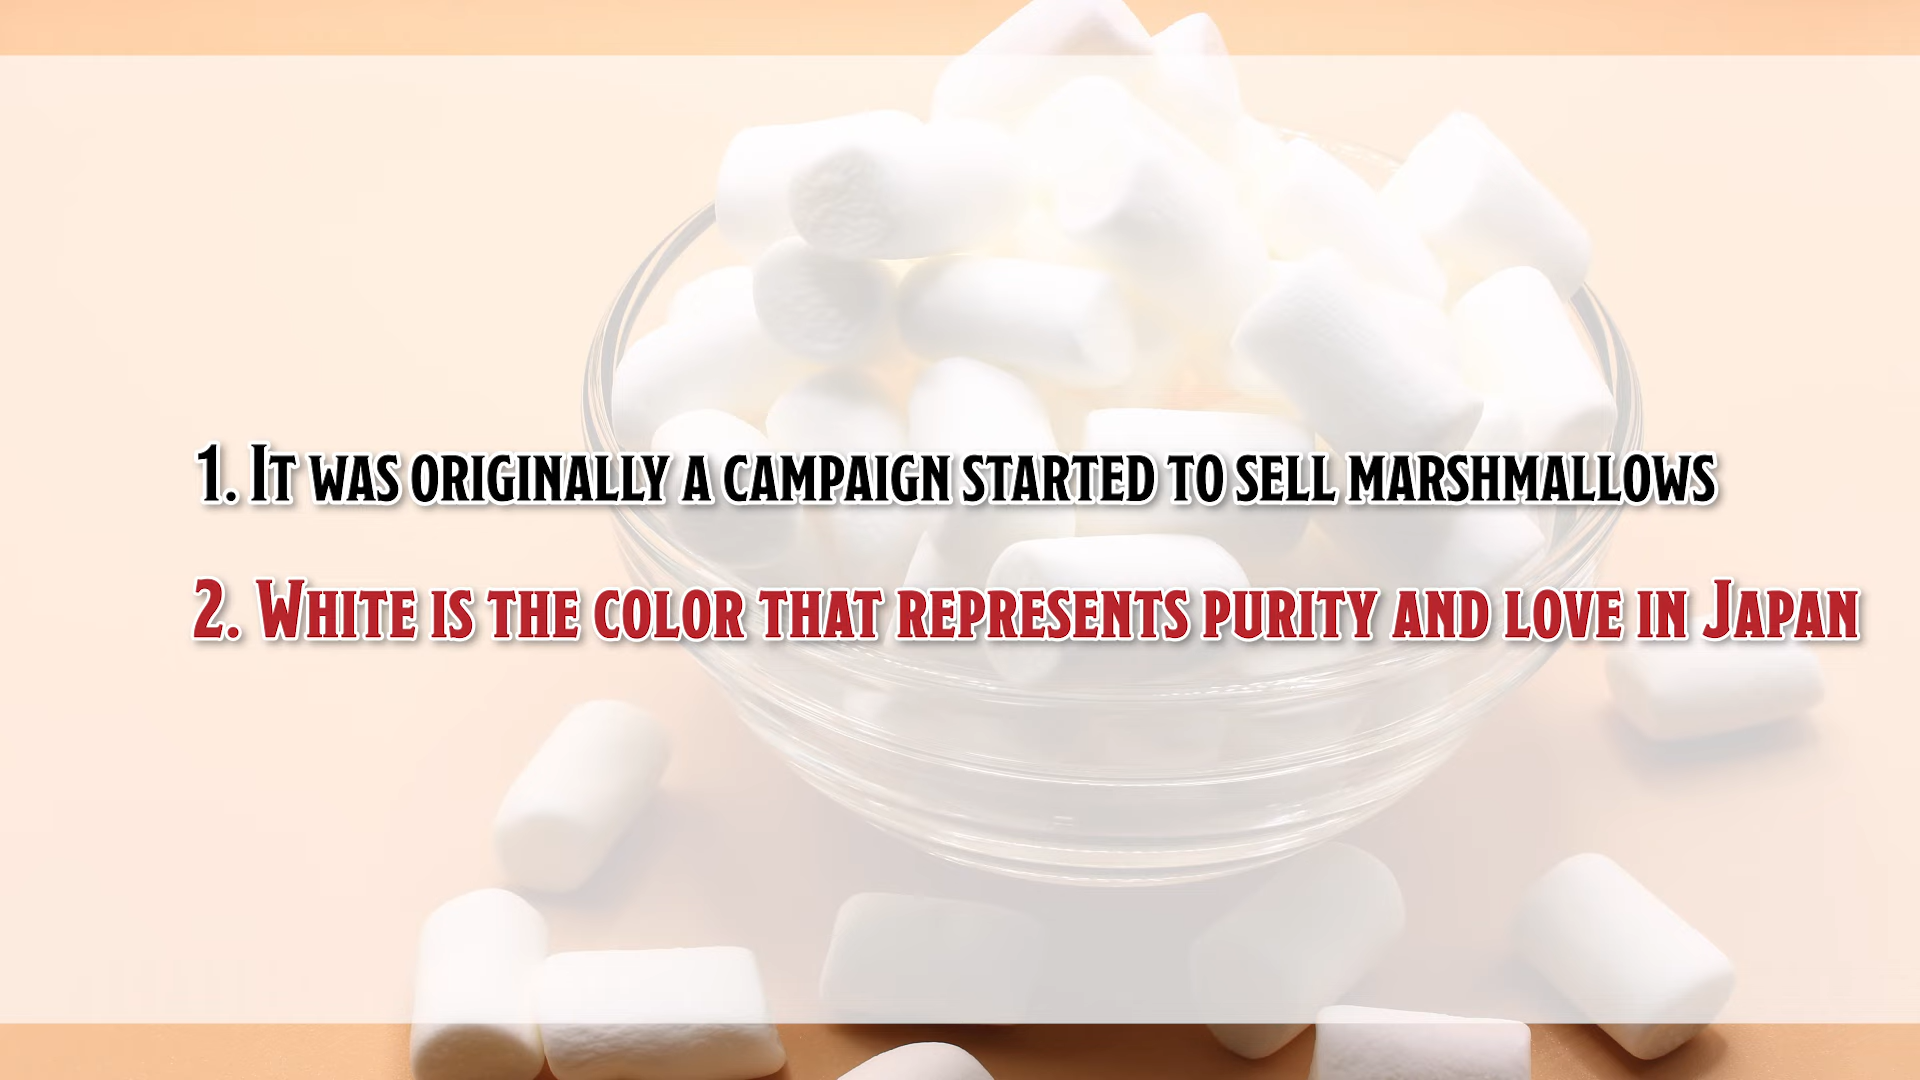 1. It was originally a campaign started to sell marshmallows
2. White is the color that represents purity and love in Japan